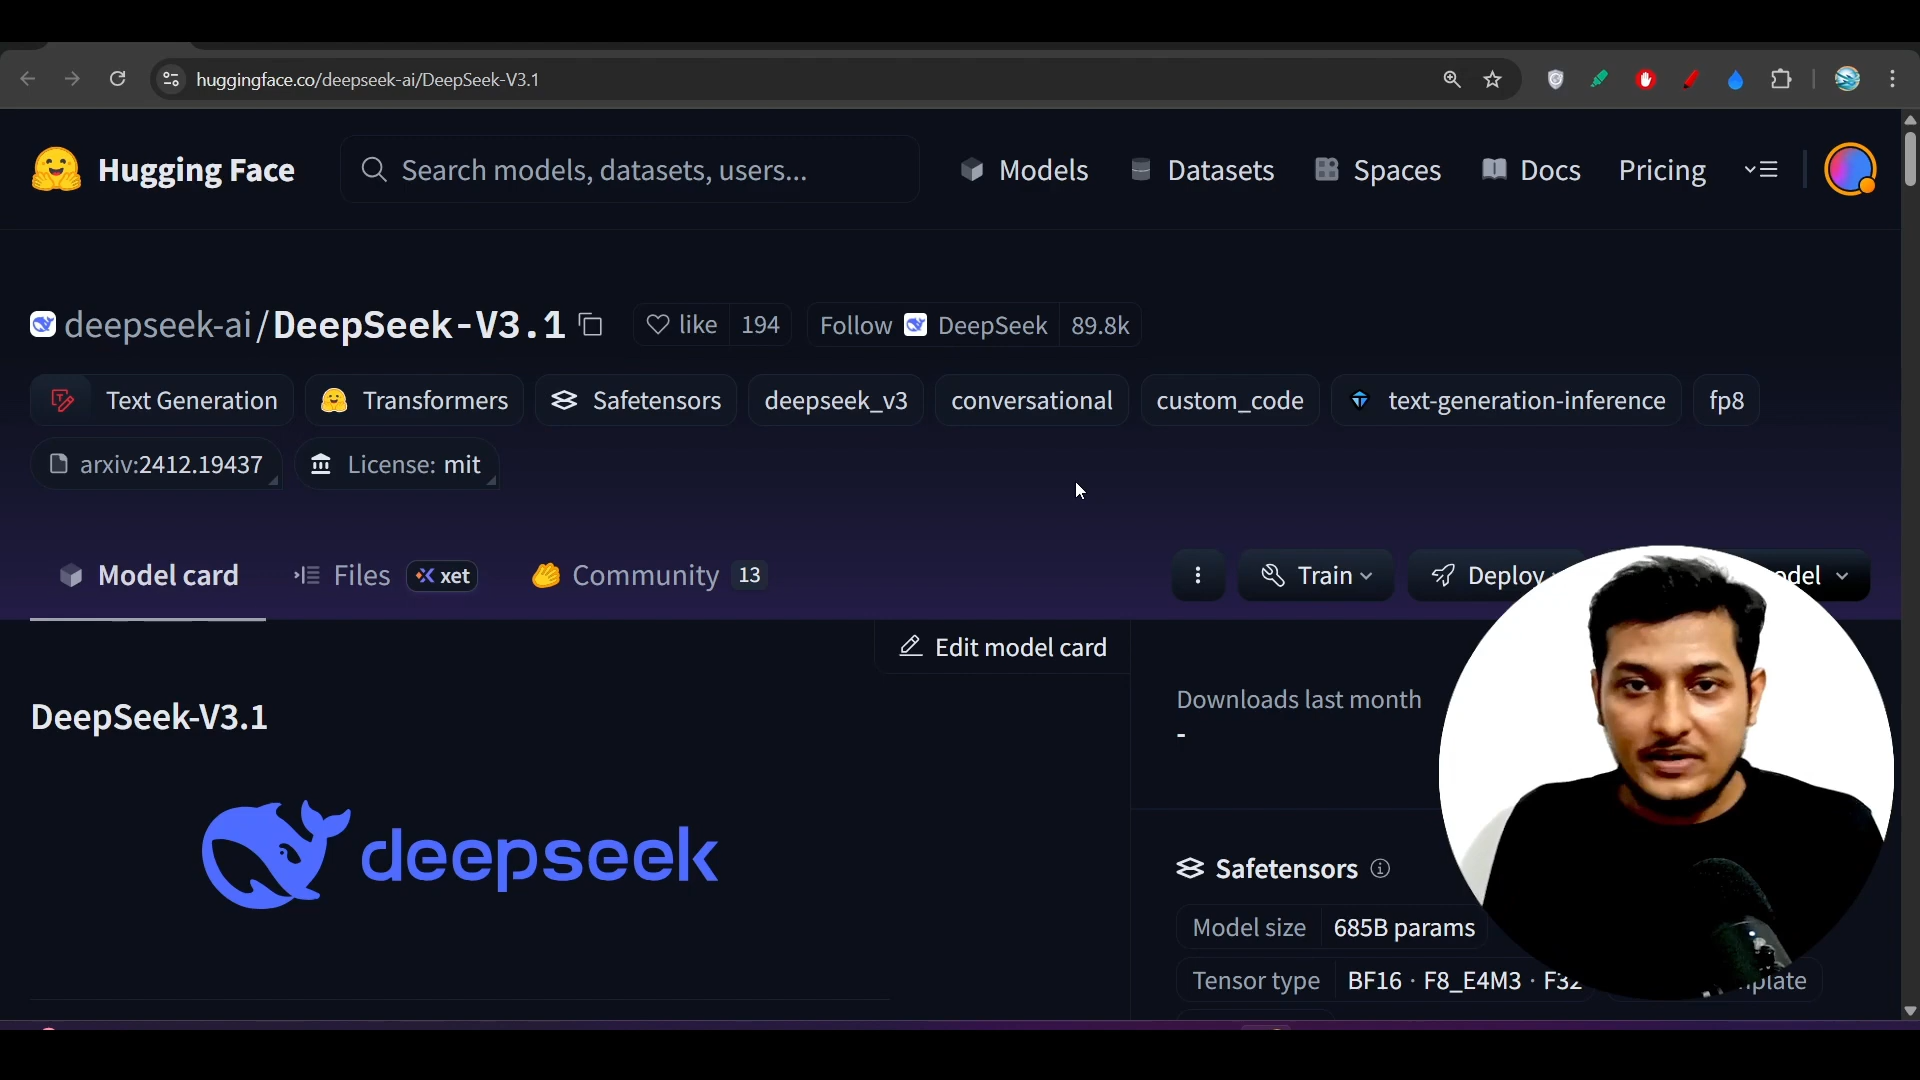 huggingface.co/deepseek-ai/DeepSeek-V3.1
Hugging Face
Search models, datasets, users...
Models
Datasets
Spaces
Docs
Pricing
deepseek-ai/DeepSeek-V3.1
like 194
Follow DeepSeek 89.8k
Text Generation
Transformers
Safetensors
deepseek_v3
conversational
custom_code
text-generation-inference
fp8
arxiv:2412.19437
License: mit
Model card
Files xet
Community 13
Train
Deploy
Edit model card
DeepSeek-V3.1
deepseek
Downloads last month
-
Safetensors
Model size 685B params
Tensor type BF16 · F8_E4M3 · F32